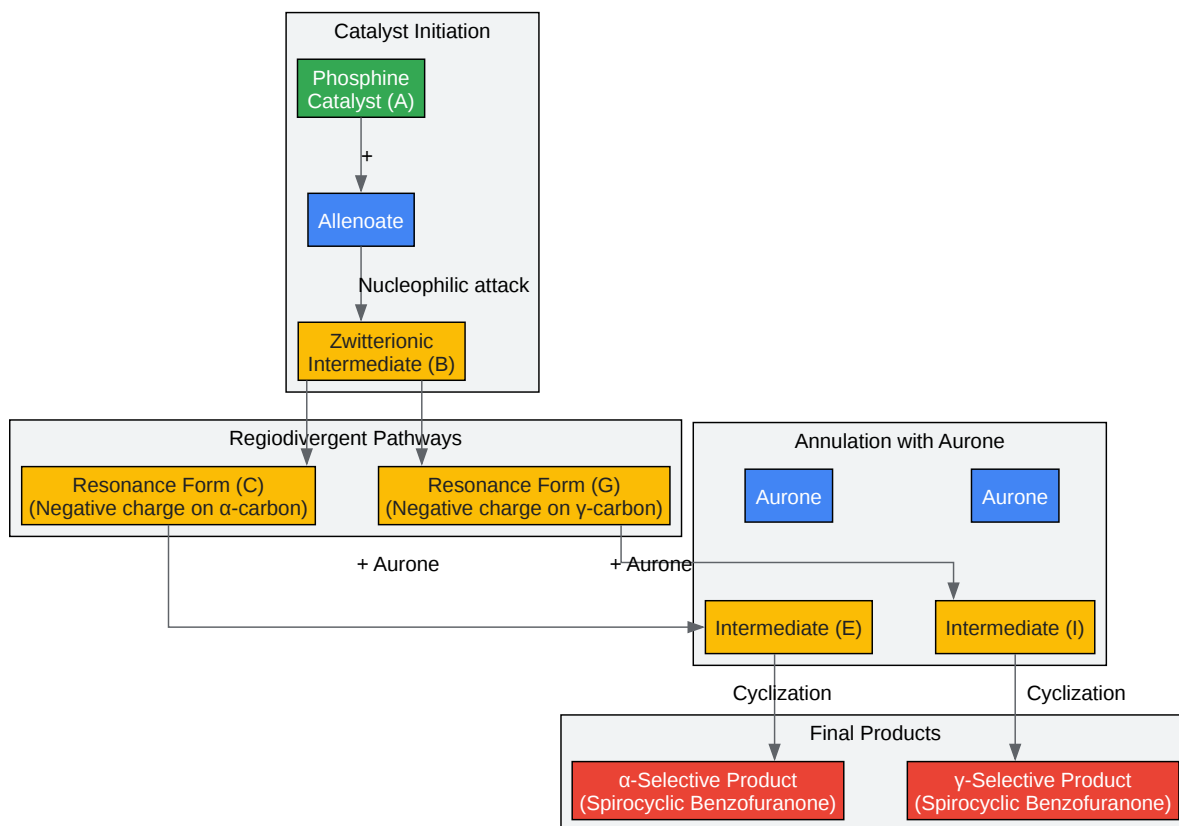 Catalyst Initiation
Phosphine
Catalyst (A)
+
Allenoate
Nucleophilic attack
Zwitterionic
Intermediate (B)
Regiodivergent Pathways
Resonance Form (C)
(Negative charge on α-carbon)
Resonance Form (G)
(Negative charge on γ-carbon)
Annulation with Aurone
Aurone
Aurone
+ Aurone
+ Aurone
Intermediate (E)
Intermediate (I)
Cyclization
Cyclization
Final Products
α-Selective Product
(Spirocyclic Benzofuranone)
γ-Selective Product
(Spirocyclic Benzofuranone)